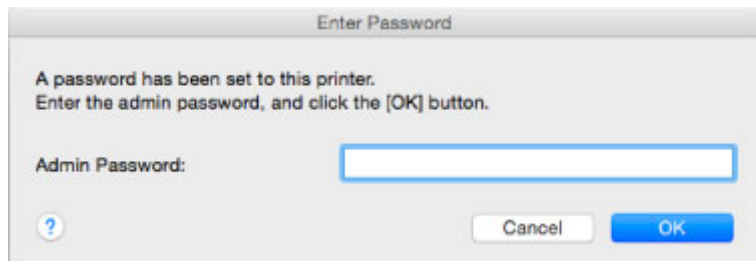 Enter Password
A password has been set to this printer.
Enter the admin password, and click the [OK] button.
Admin Password:
?
Cancel
OK